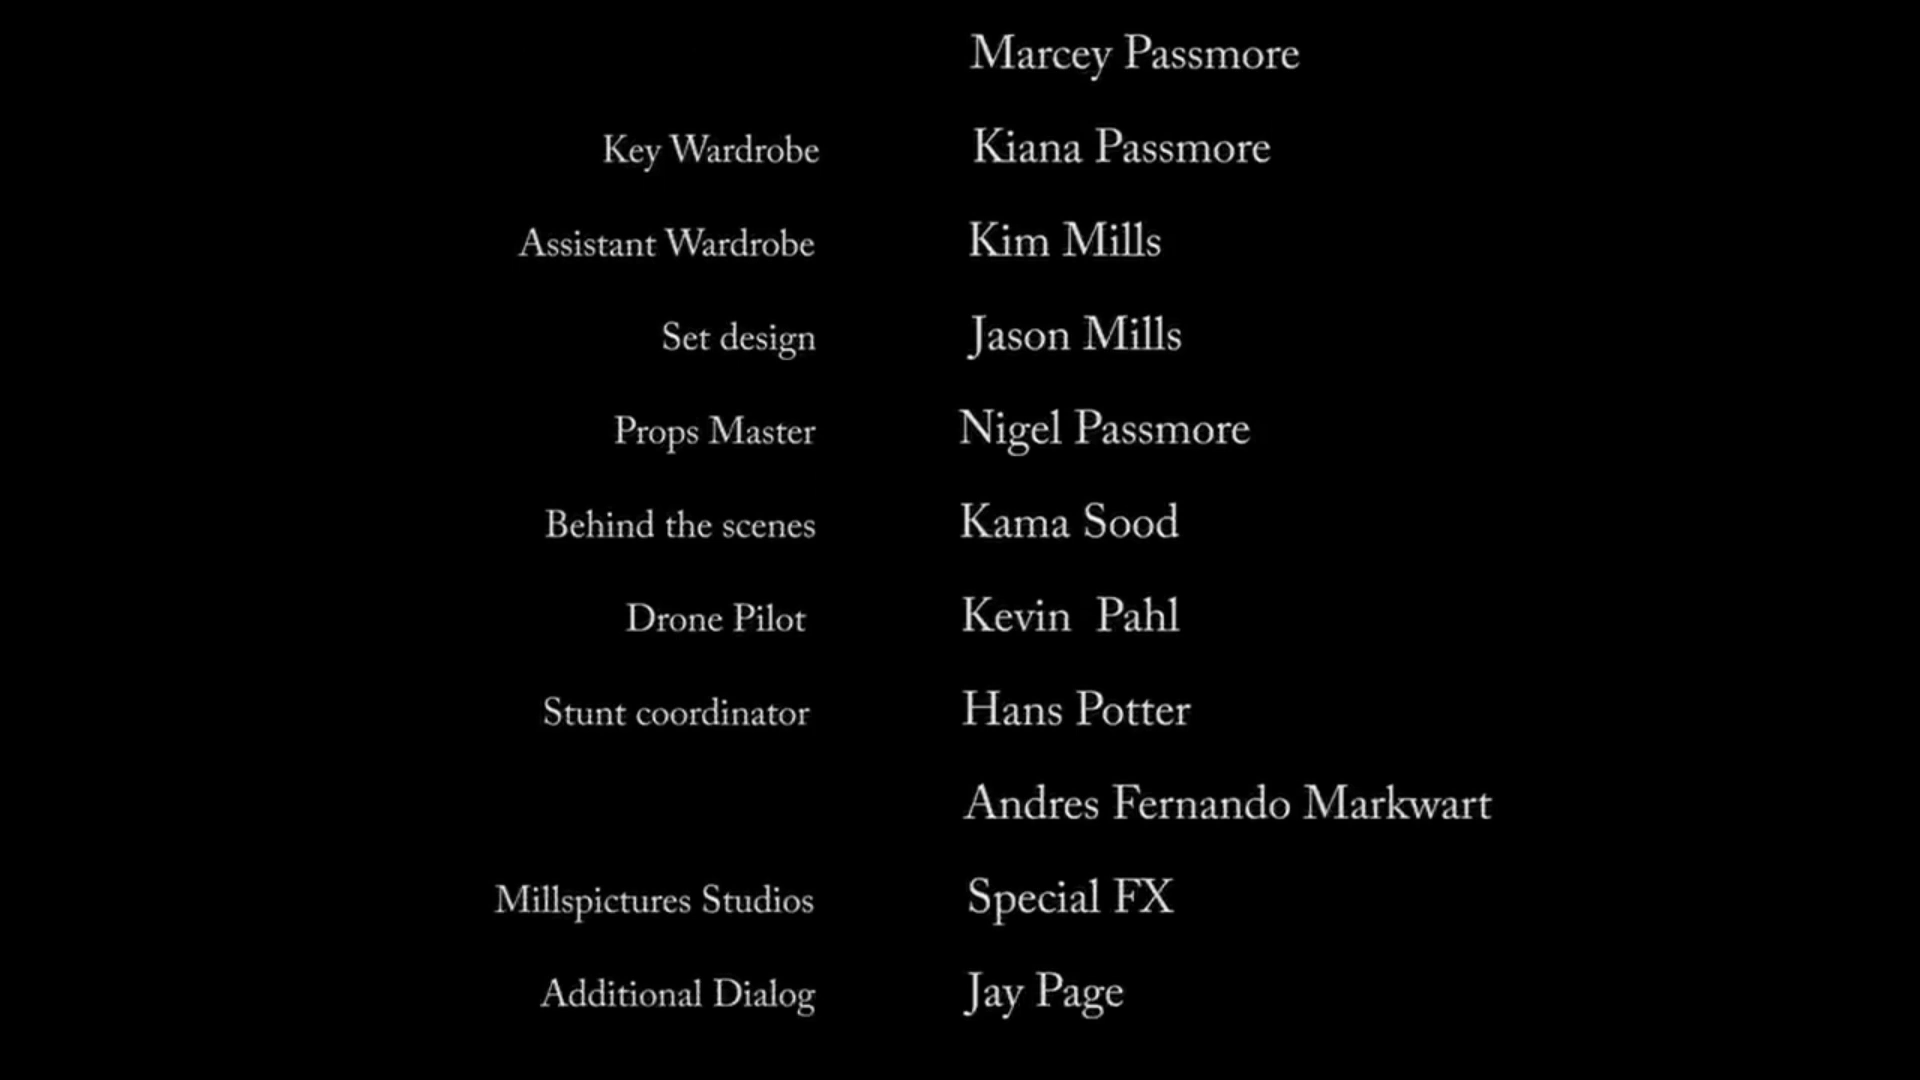 Marcey Passmore
Key Wardrobe Kiana Passmore
Assistant Wardrobe Kim Mills
Set design Jason Mills
Props Master Nigel Passmore
Behind the scenes Kama Sood
Drone Pilot Kevin  Pahl
Stunt coordinator Hans Potter
Andres Fernando Markwart
Millspictures Studios Special FX
Additional Dialog Jay Page